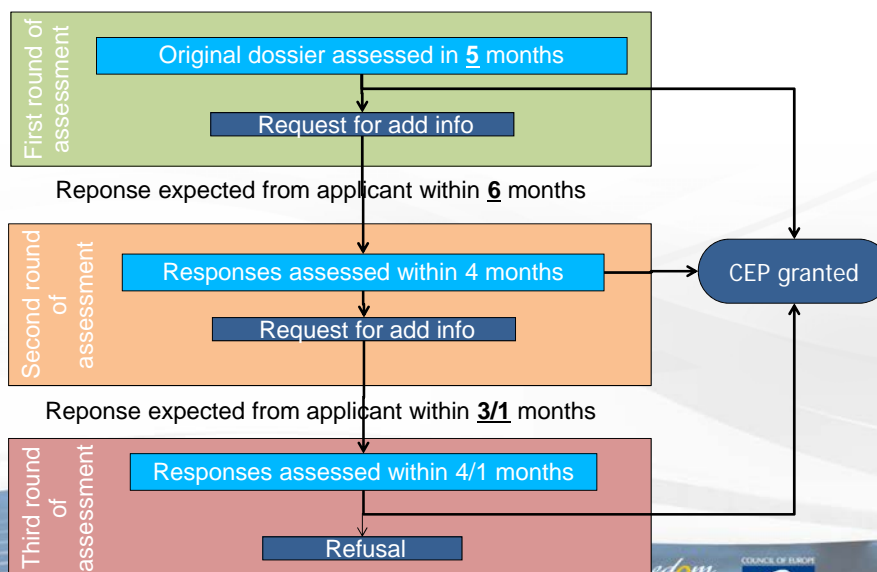 First round of
assessment
Original dossier assessed in 5 months
Request for add info
Reponse expected from applicant within 6 months
Second round
of
assessment
Responses assessed within 4 months
CEP granted
Request for add info
Reponse expected from applicant within 3/1 months
Third round
of
assessment
Responses assessed within 4/1 months
Refusal
COUNCIL OF EUROPE